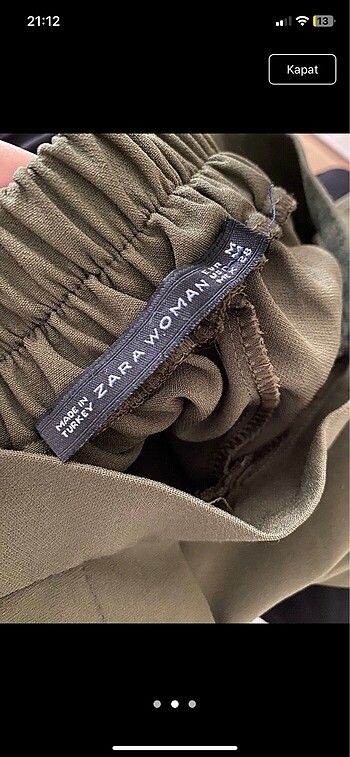 21:12
13
Kapat
MADE IN
TURKEY
ZARA WOMAN
EUR M
USA M
MEX 28